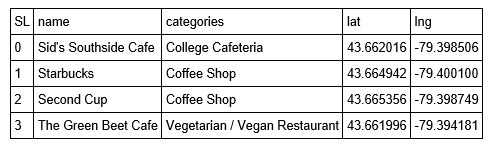 SL name categories lat lng
0 Sid's Southside Cafe College Cafeteria 43.662016 -79.398506
1 Starbucks Coffee Shop 43.664942 -79.400100
2 Second Cup Coffee Shop 43.665356 -79.398749
3 The Green Beet Cafe Vegetarian / Vegan Restaurant 43.661996 -79.394181